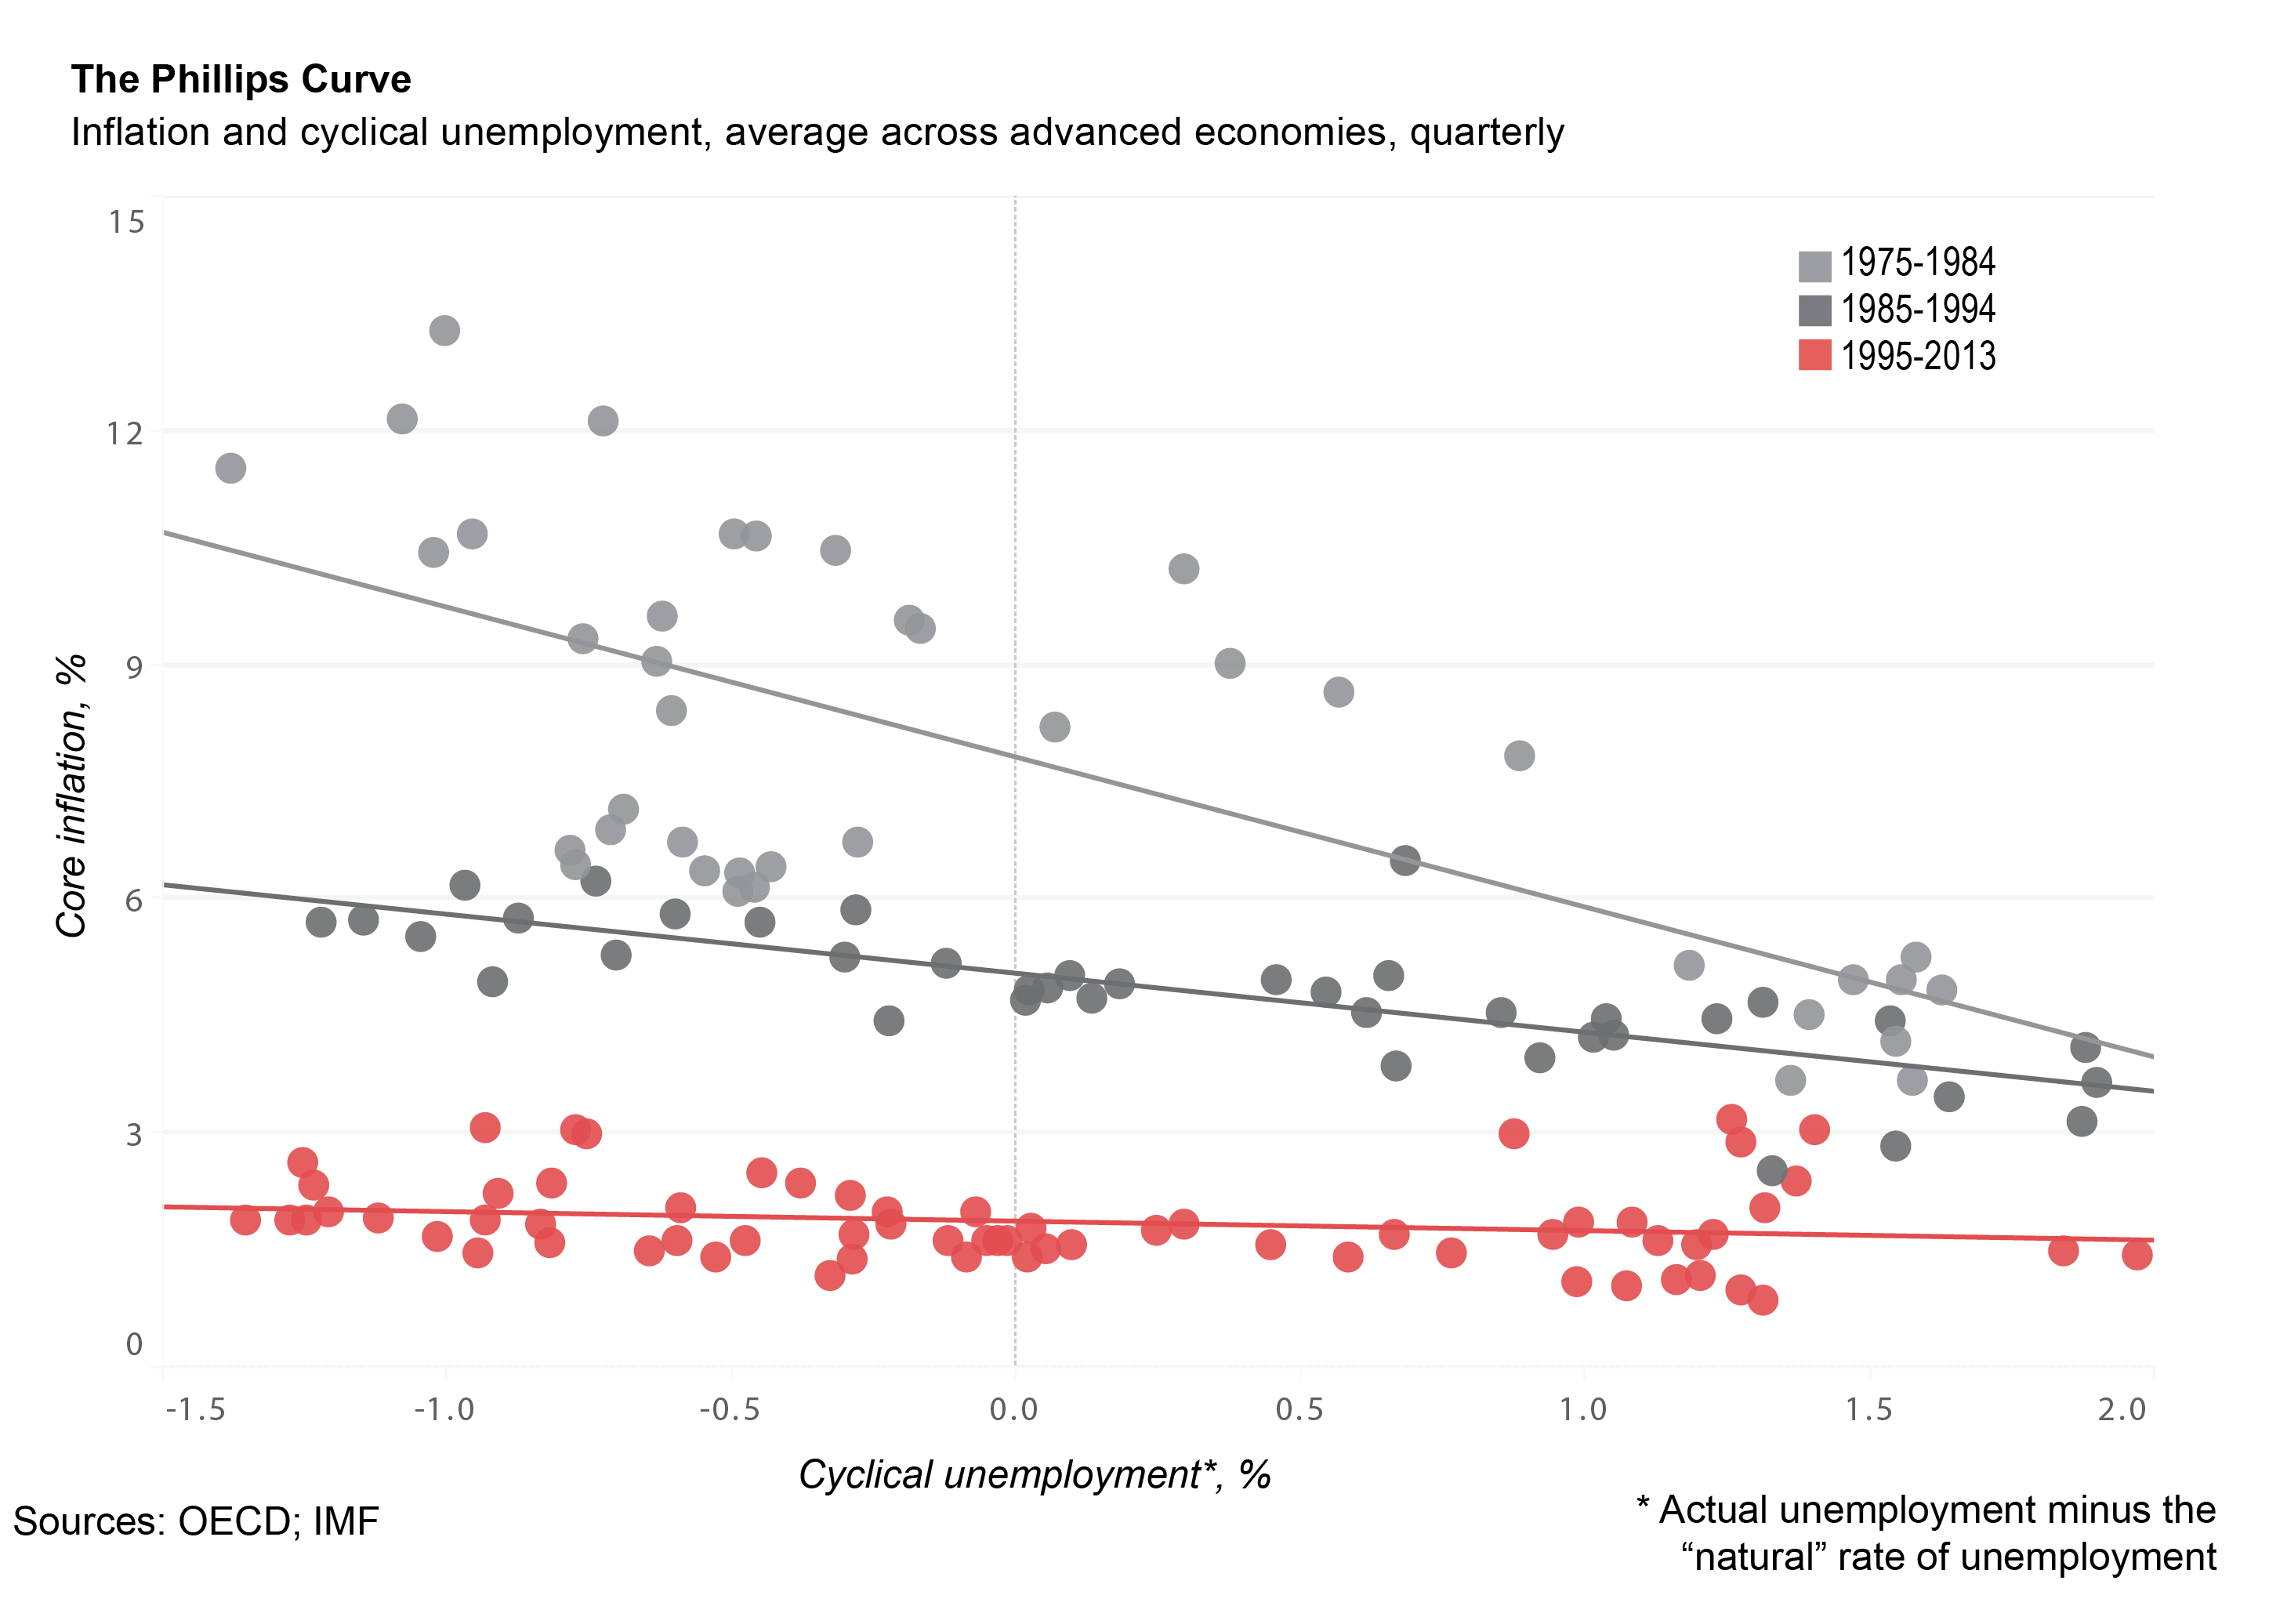 The Phillips Curve
Inflation and cyclical unemployment, average across advanced economies, quarterly
15
12
9
6
3
0
Core inflation, %
1975-1984
1985-1994
1995-2013
-1.5 -1.0 -0.5 0.0 0.5 1.0 1.5 2.0
Cyclical unemployment*, %
Sources: OECD; IMF
* Actual unemployment minus the
“natural” rate of unemployment